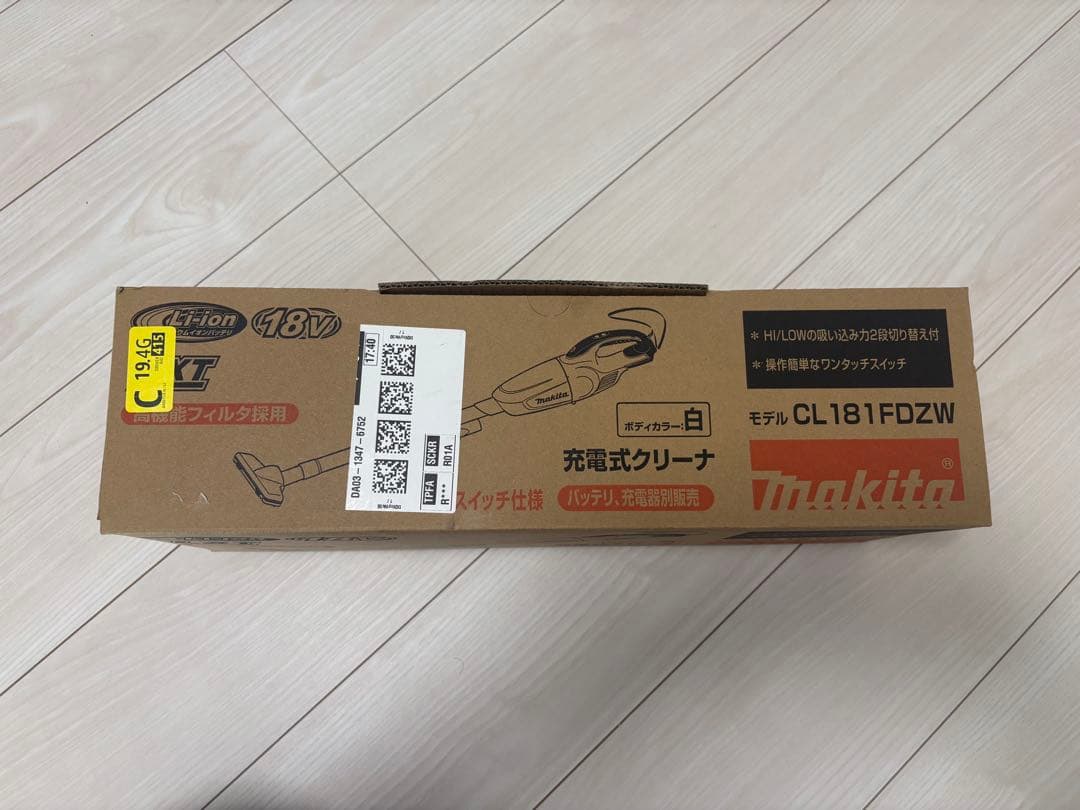 Li-ion
18V
C 19.4G
415
高機能フィルタ採用
17:40
DA03-1347-6752
TPFA
SCKR
R***
R01A
makita
スイッチ仕様
ボディカラー:白
充電式クリーナ
バッテリ、充電器別販売
* HI/LOWの吸い込み力2段切り替え付
* 操作簡単なワンタッチスイッチ
モデル CL181FDZW
makita®